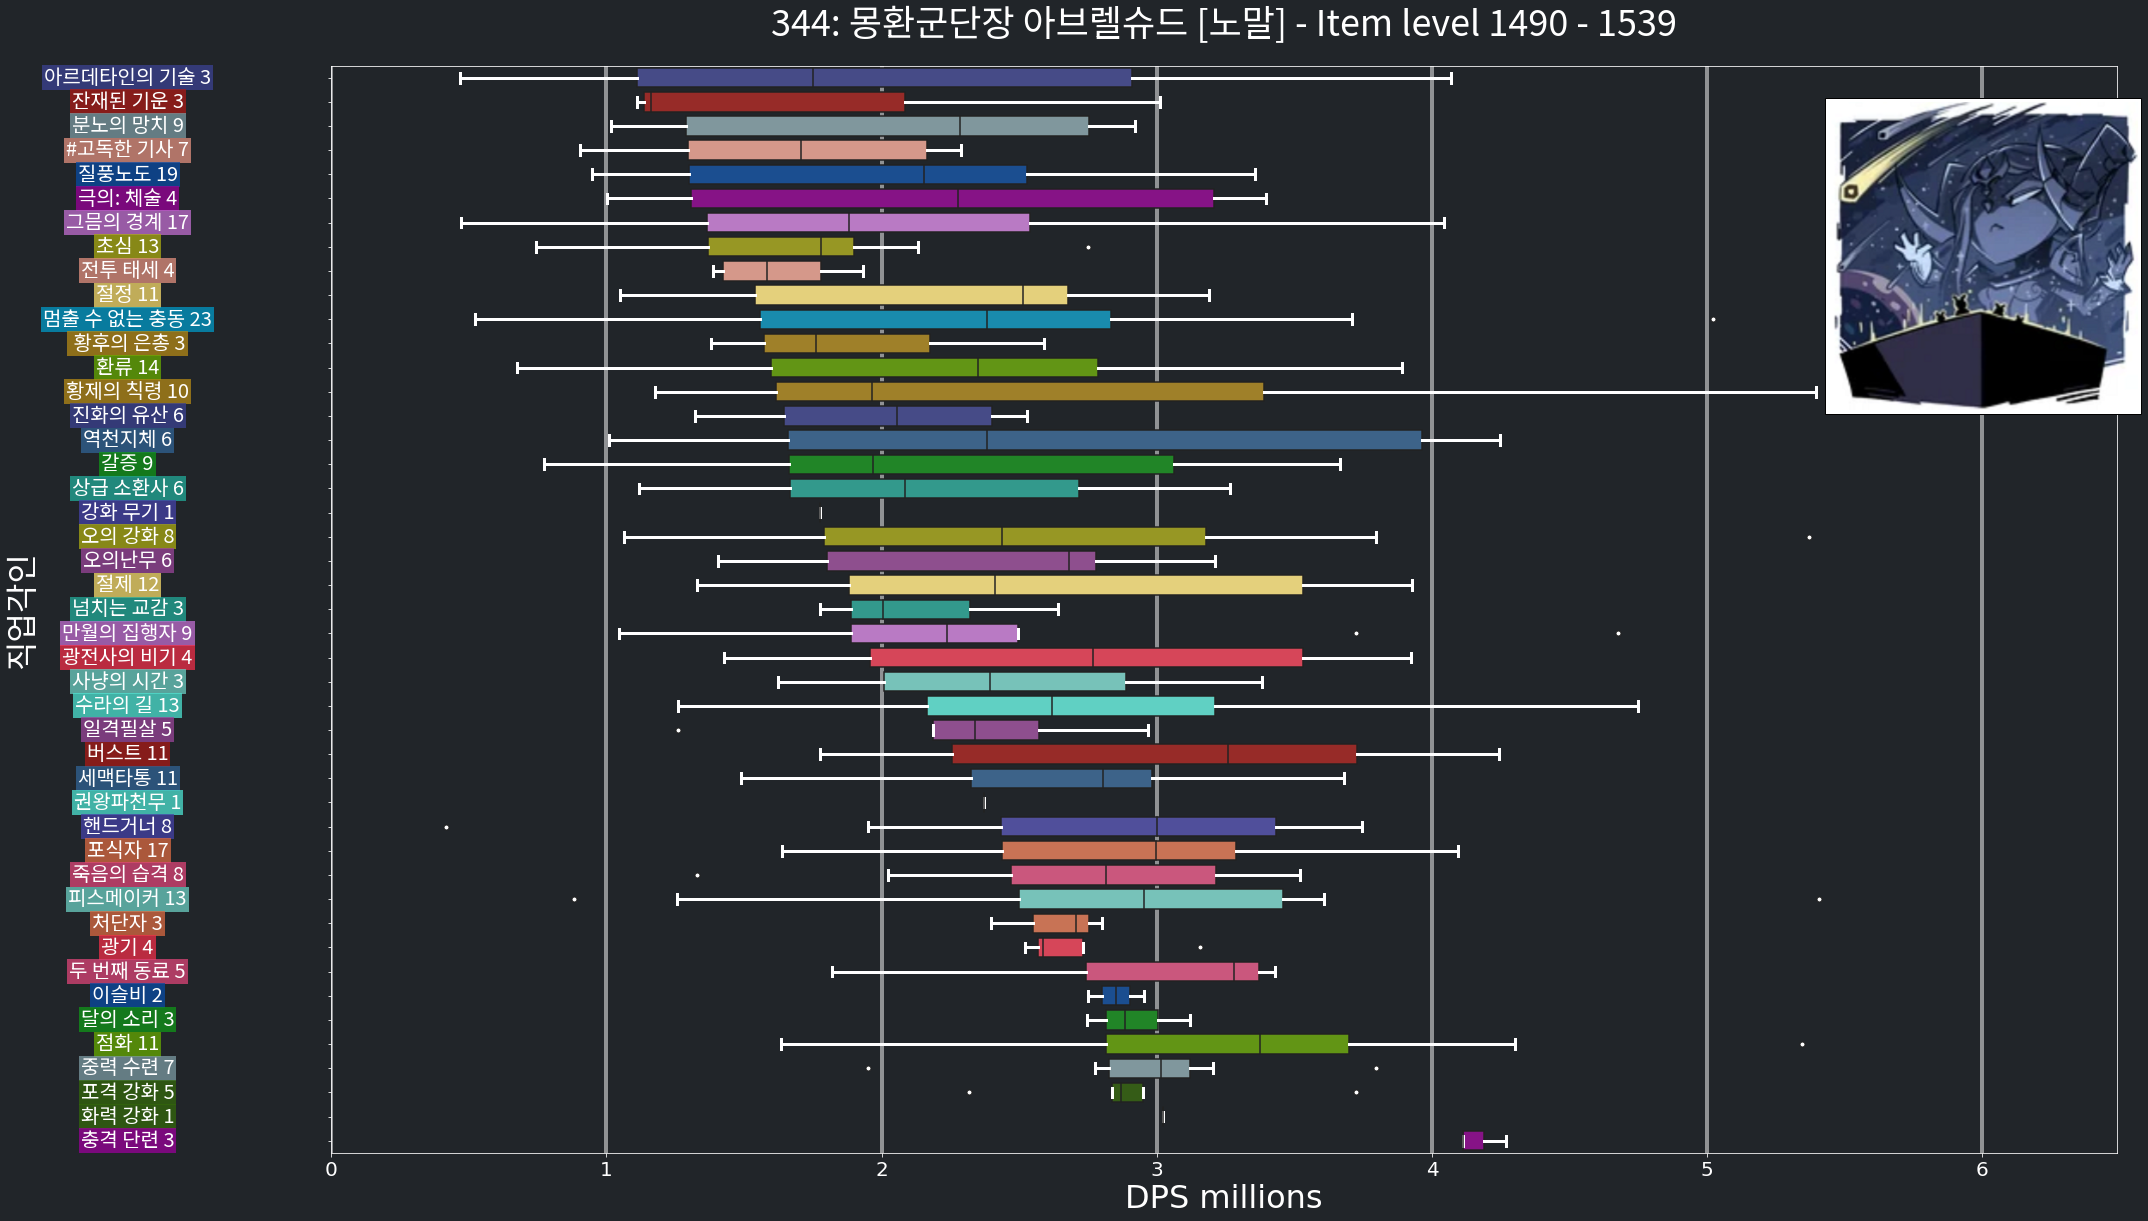 344: 몽환군단장 아브렐슈드 [노말] - Item level 1490 - 1539
직업각인
아르데타인의 기술 3
잔재된 기운 3
분노의 망치 9
#고독한 기사 7
질풍노도 19
극의: 체술 4
그믐의 경계 17
초심 13
전투 태세 4
절정 11
멈출 수 없는 충동 23
황후의 은총 3
환류 14
황제의 칙령 10
진화의 유산 6
역천지체 6
갈증 9
상급 소환사 6
강화 무기 1
오의 강화 8
오의난무 6
절제 12
넘치는 교감 3
만월의 집행자 9
광전사의 비기 4
사냥의 시간 3
수라의 길 13
일격필살 5
버스트 11
세맥타통 11
권왕파천무 1
핸드거너 8
포식자 17
죽음의 습격 8
피스메이커 13
처단자 3
광기 4
두 번째 동료 5
이슬비 2
달의 소리 3
점화 11
중력 수련 7
포격 강화 5
화력 강화 1
충격 단련 3
0 1 2 3 4 5 6
DPS millions